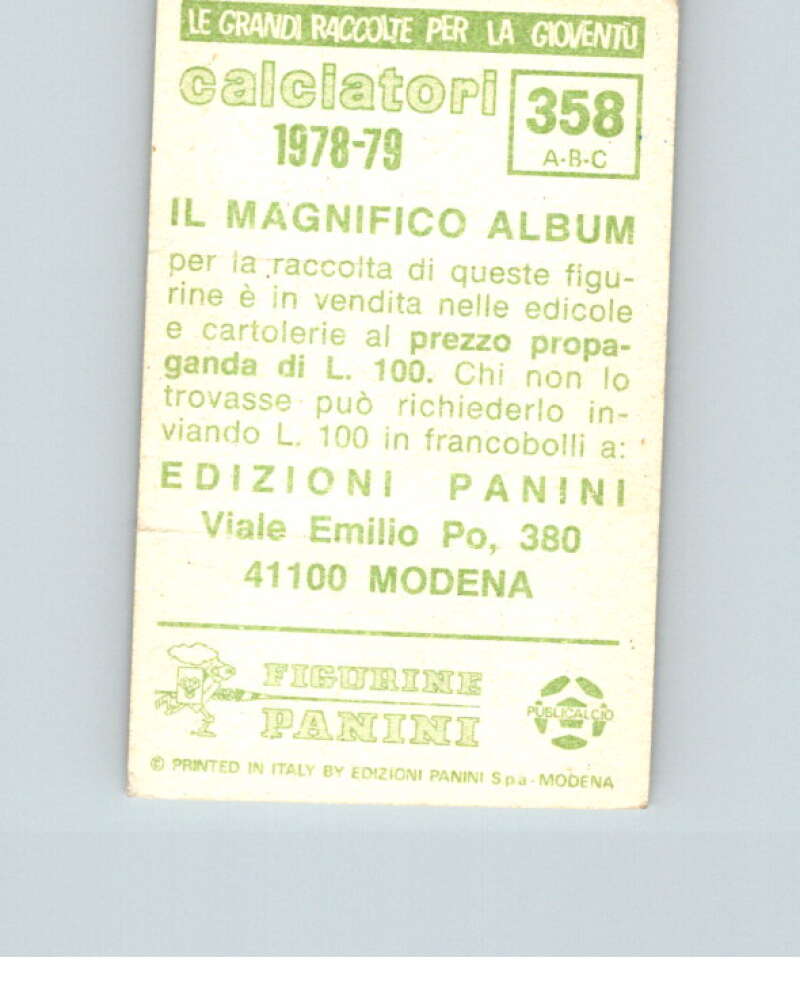 LE GRANDI RACCOLTE PER LA GIOVENTÙ
calciatori
1978-79
358
A-B-C
IL MAGNIFICO ALBUM
per la raccolta di queste figu-
rine è in vendita nelle edicole
e cartolerie al prezzo propa-
ganda di L. 100. Chi non lo
trovasse può richiederlo in-
viando L. 100 in francobolli a:
EDIZIONI PANINI
Viale Emilio Po, 380
41100 MODENA
FIGURINE
PANINI
PUBLICALCIO
© PRINTED IN ITALY BY EDIZIONI PANINI S p a - MODENA